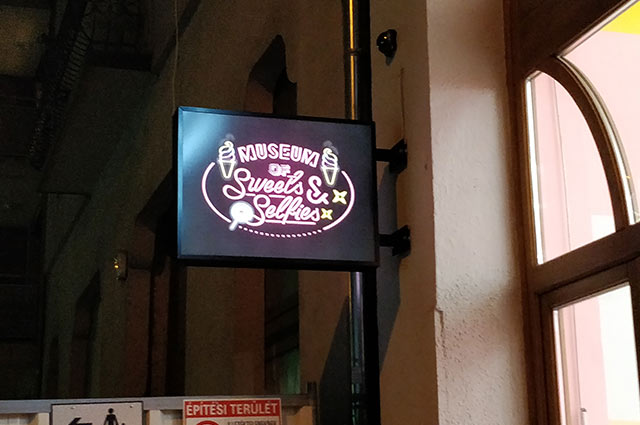 MUSEUM
OF
Sweets &
Selfies
ÉPÍTÉSI TERÜLET